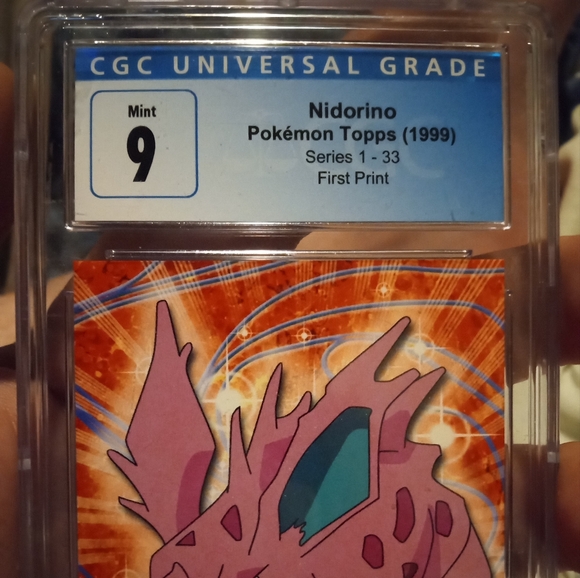 CGC UNIVERSAL GRADE
Mint
9
Nidorino
Pokémon Topps (1999)
Series 1 - 33
First Print